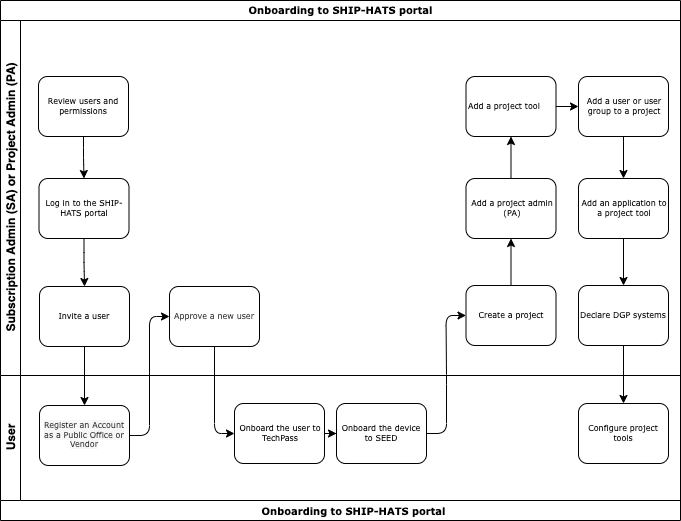 Onboarding to SHIP-HATS portal
Subscription Admin (SA) or Project Admin (PA)
Review users and
permissions
Log in to the SHIP-
HATS portal
Invite a user
Approve a new user
Add a project tool
Add a user or user
group to a project
Add a project admin
(PA)
Add an application to
a project tool
Create a project
Declare DGP systems
User
Register an Account
as a Public Office or
Vendor
Onboard the user to
TechPass
Onboard the device
to SEED
Configure project
tools
Onboarding to SHIP-HATS portal